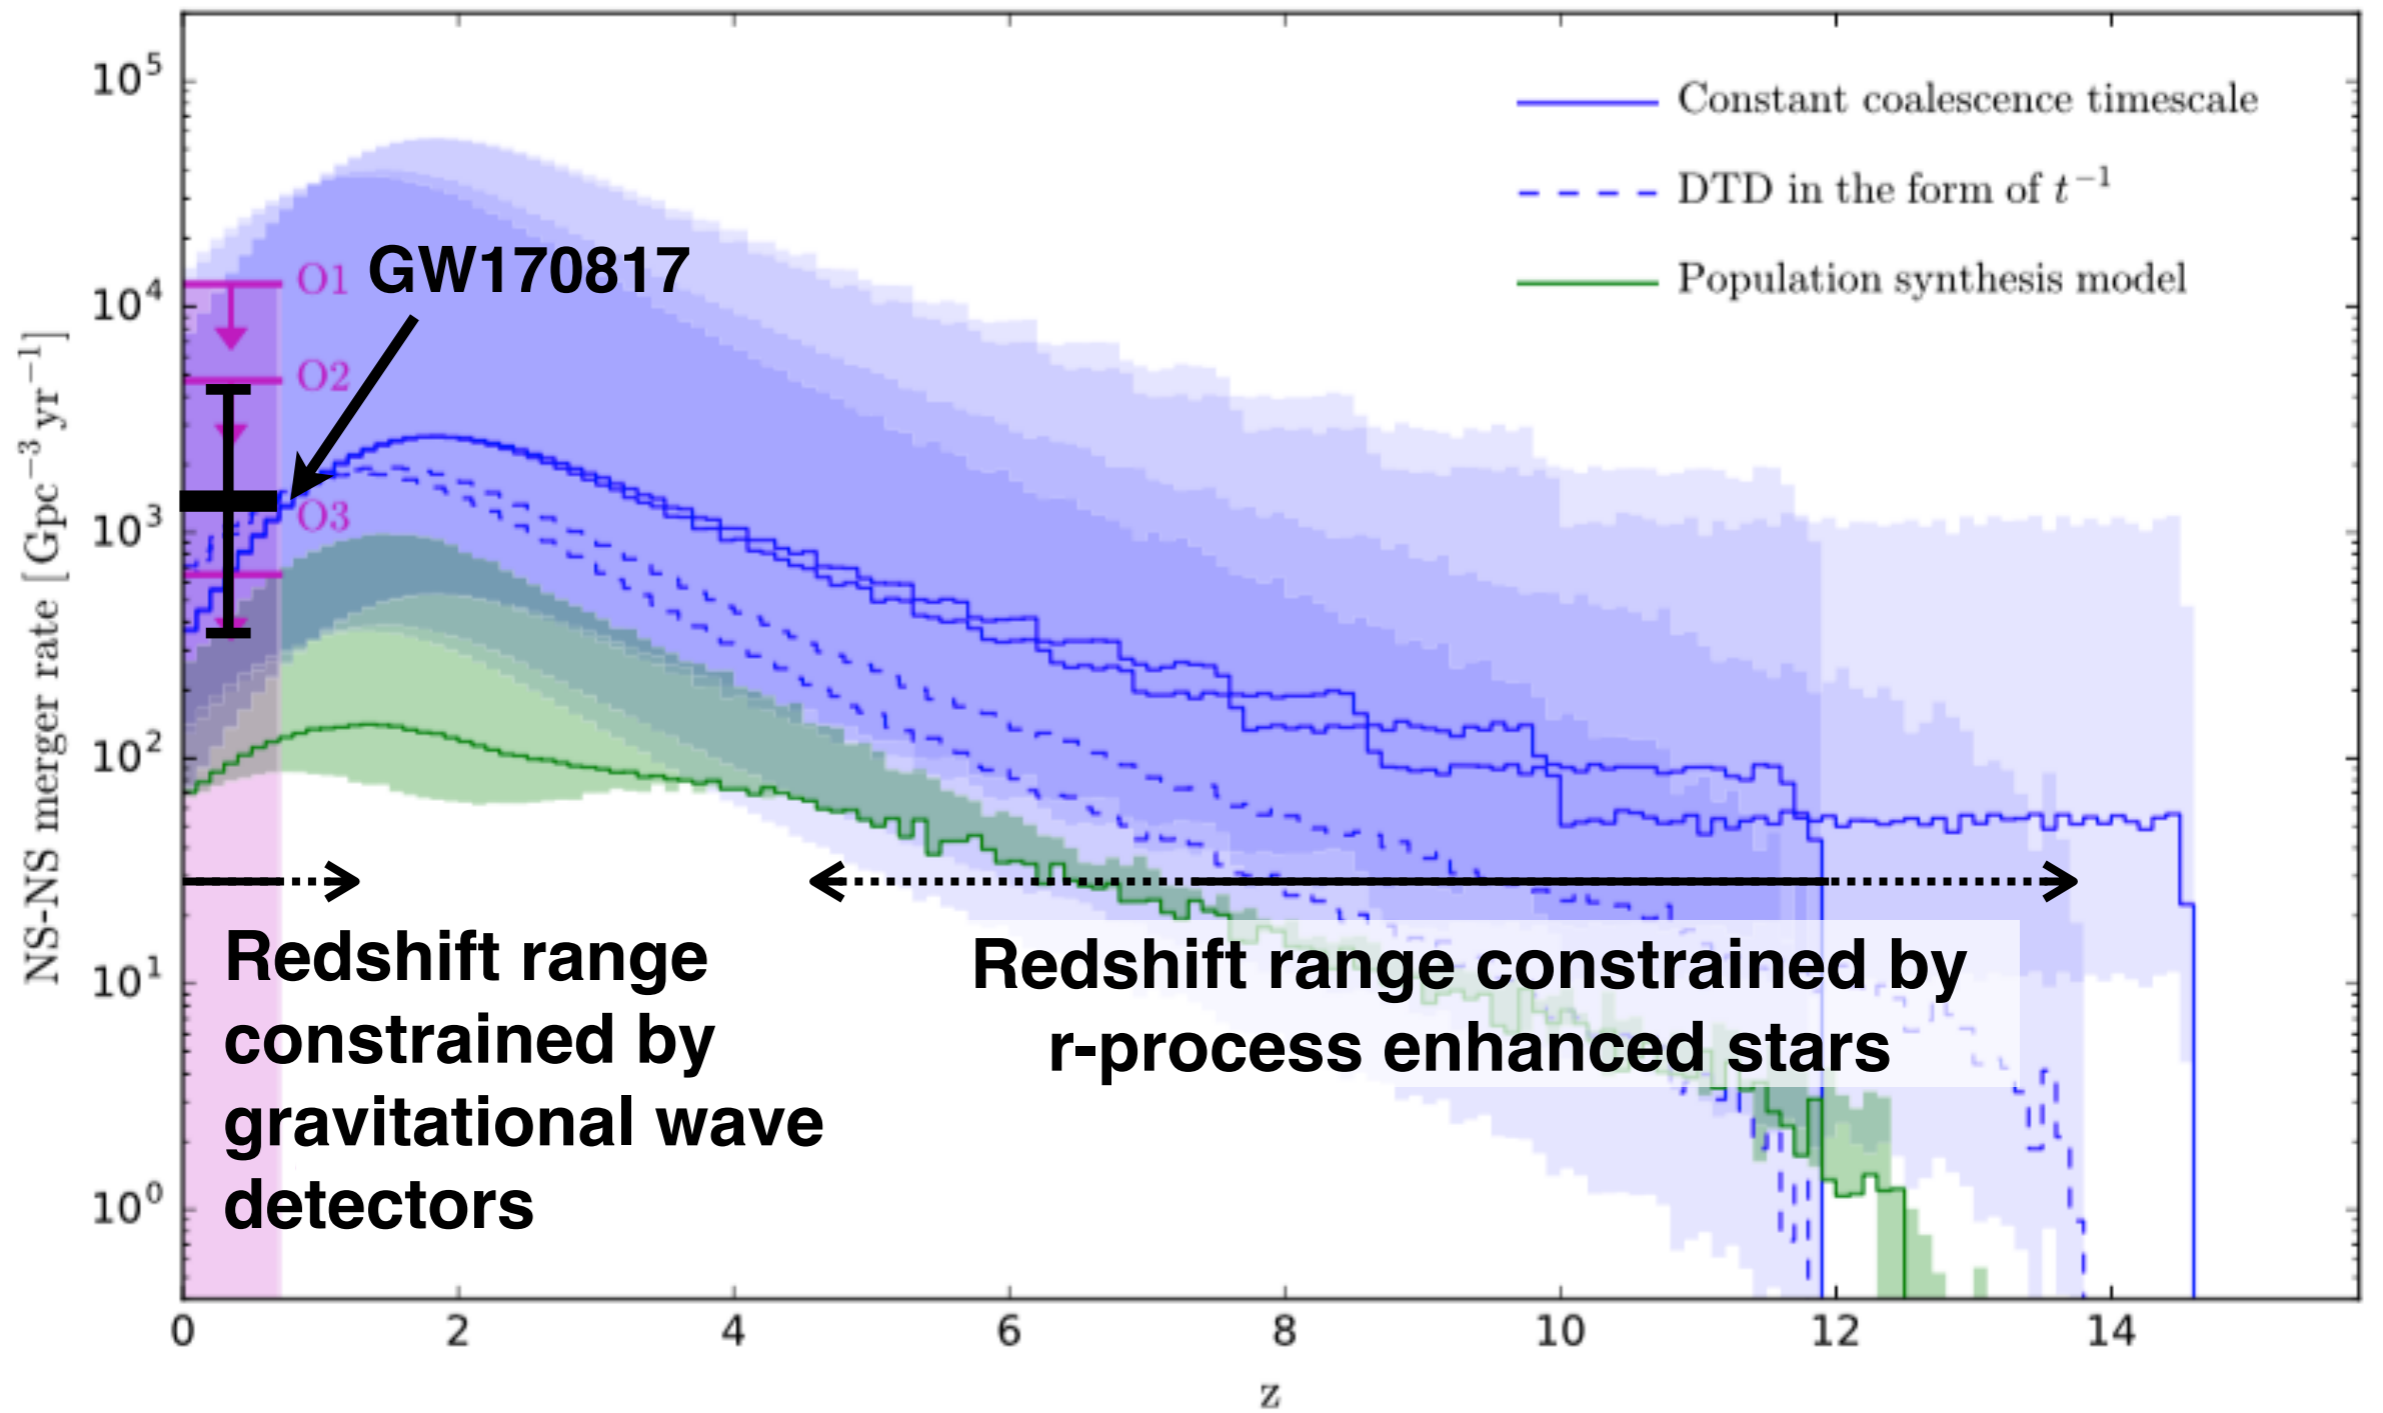 NS-NS merger rate [Gpc⁻³ yr⁻¹]
10⁵
10⁴
10³
10²
10¹
10⁰
Constant coalescence timescale
DTD in the form of t⁻¹
Population synthesis model
GW170817
O1
O2
O3
Redshift range
constrained by
gravitational wave
detectors
Redshift range constrained by
r-process enhanced stars
0 2 4 6 8 10 12 14
z